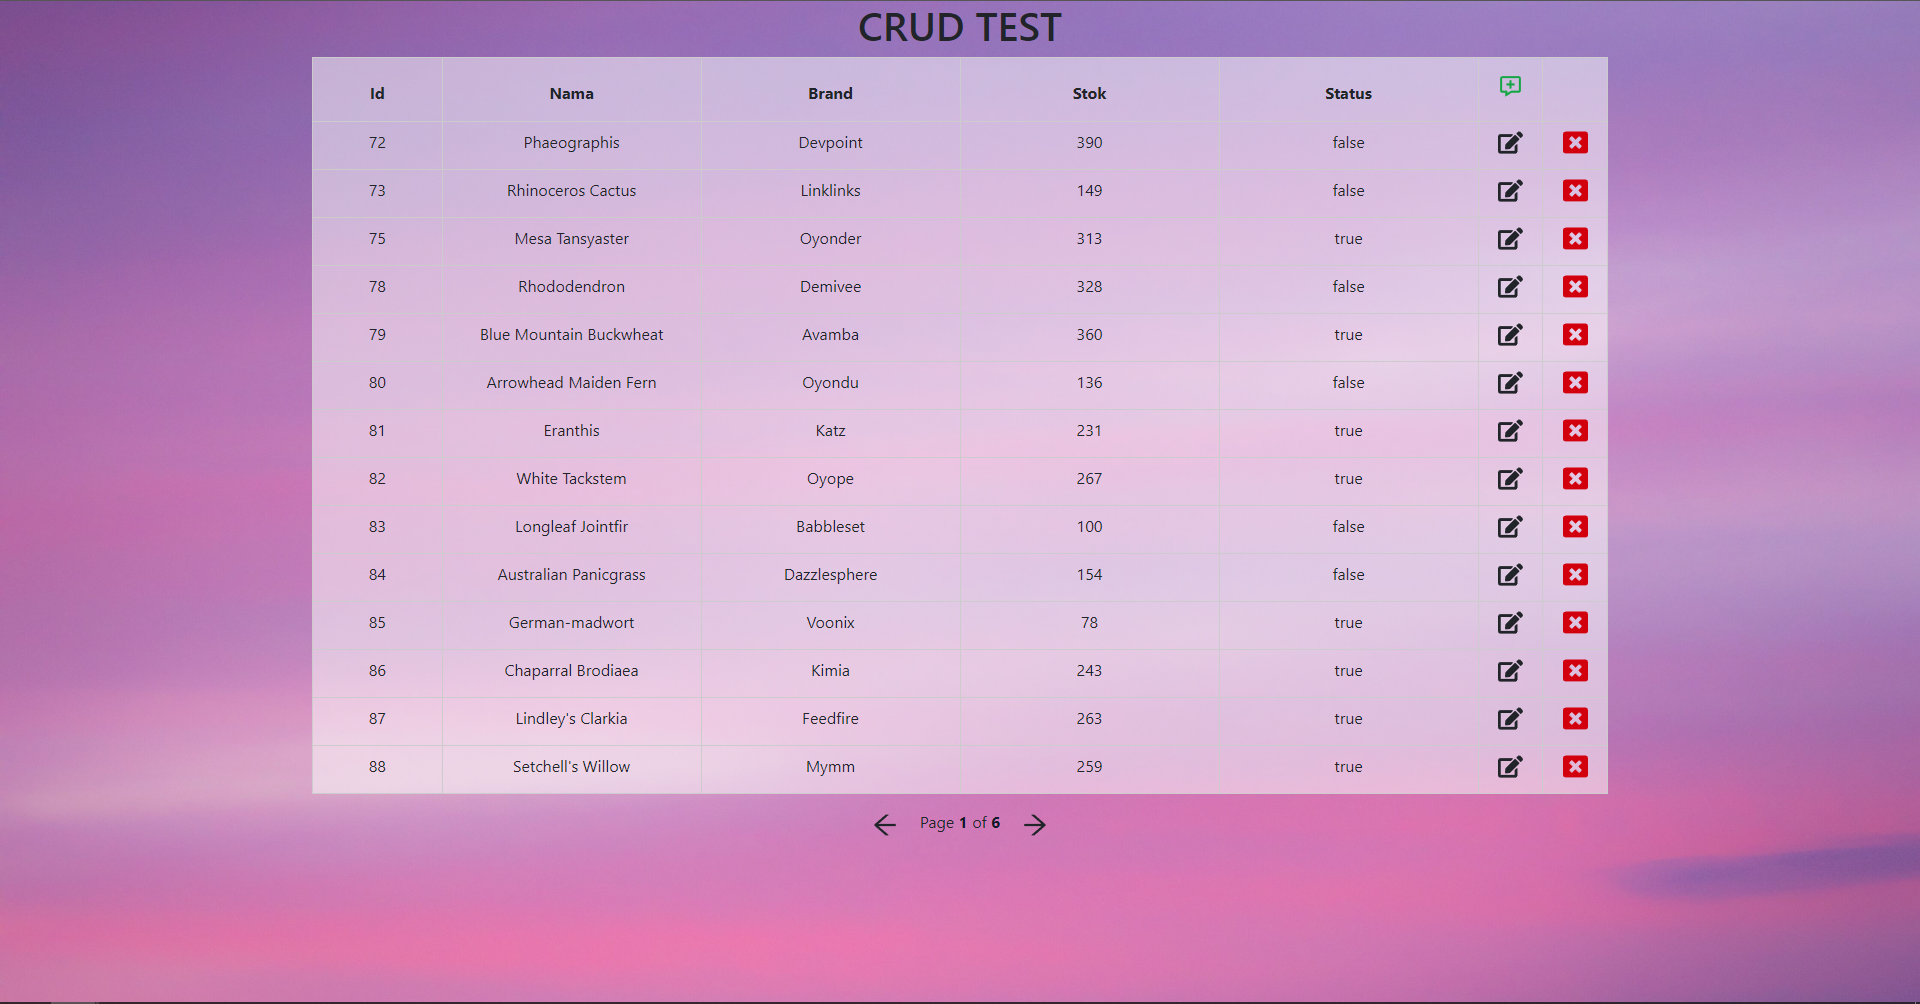 CRUD TEST
Id Nama Brand Stok Status
72 Phaeographis Devpoint 390 false
73 Rhinoceros Cactus Linklinks 149 false
75 Mesa Tansyaster Oyonder 313 true
78 Rhododendron Demivee 328 false
79 Blue Mountain Buckwheat Avamba 360 true
80 Arrowhead Maiden Fern Oyondu 136 false
81 Eranthis Katz 231 true
82 White Tackstem Oyope 267 true
83 Longleaf Jointfir Babbleset 100 false
84 Australian Panicgrass Dazzlesphere 154 false
85 German-madwort Voonix 78 true
86 Chaparral Brodiaea Kimia 243 true
87 Lindley's Clarkia Feedfire 263 true
88 Setchell's Willow Mymm 259 true
Page 1 of 6